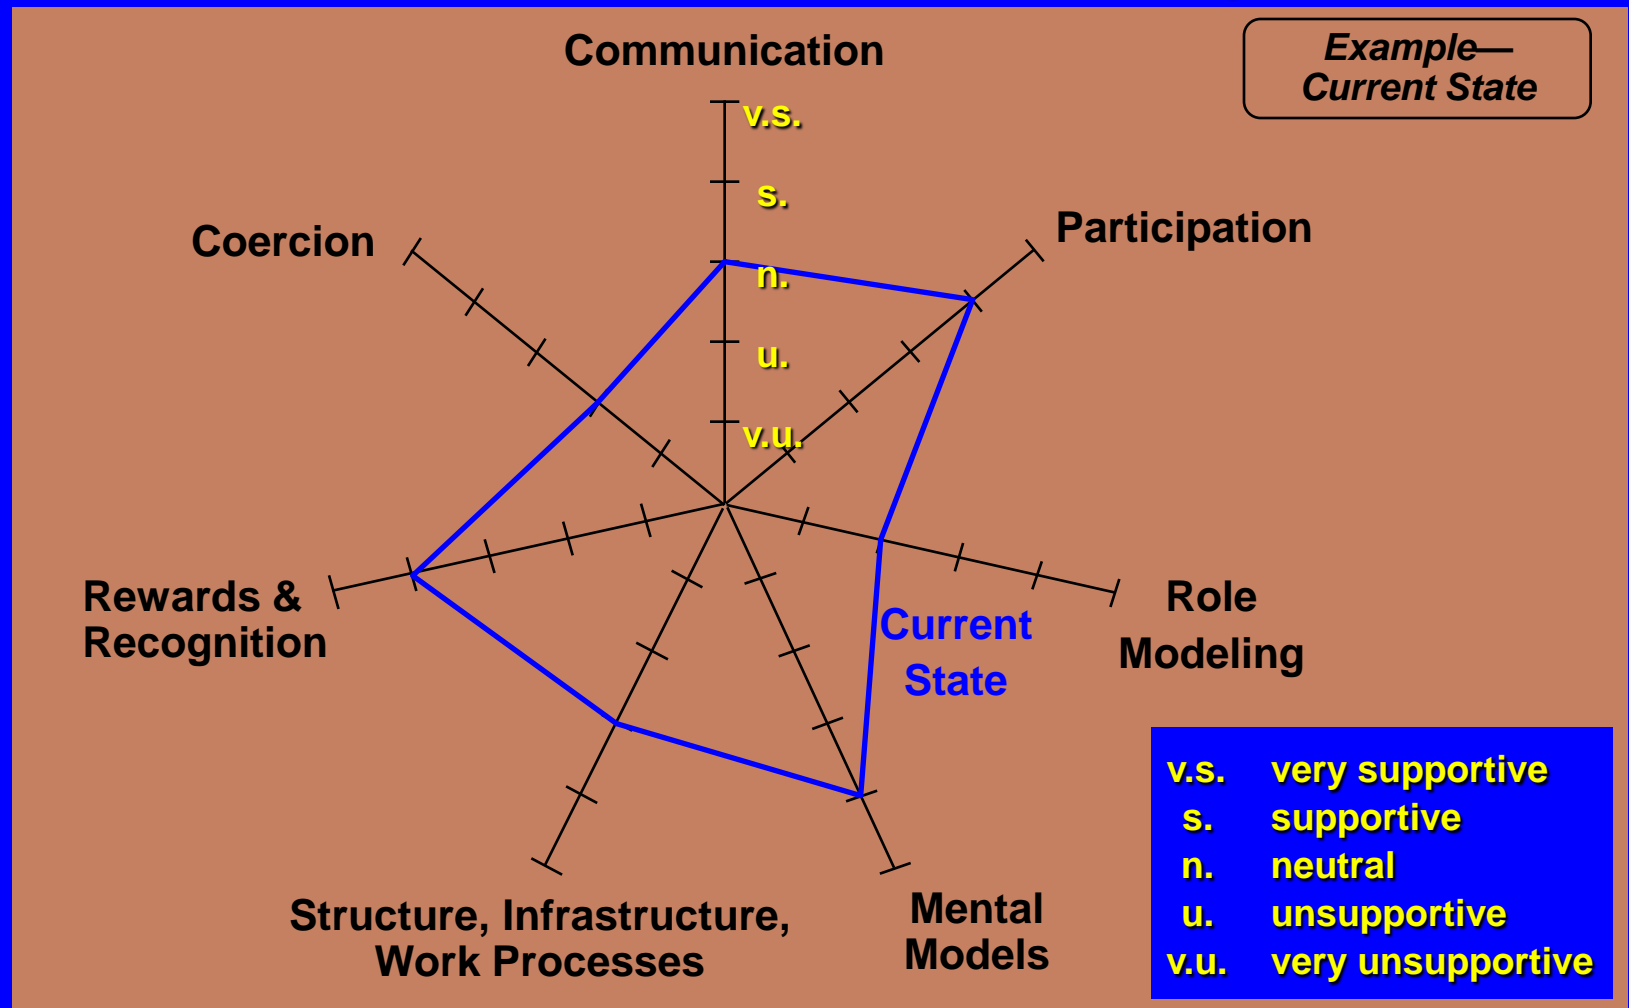 Communication
Example—
Current State
v.s.
s.
n.
u.
v.u.
Coercion
Participation
Rewards &
Recognition
Role
Modeling
Current
State
Structure, Infrastructure,
Work Processes
Mental
Models
v.s. very supportive
s. supportive
n. neutral
u. unsupportive
v.u. very unsupportive